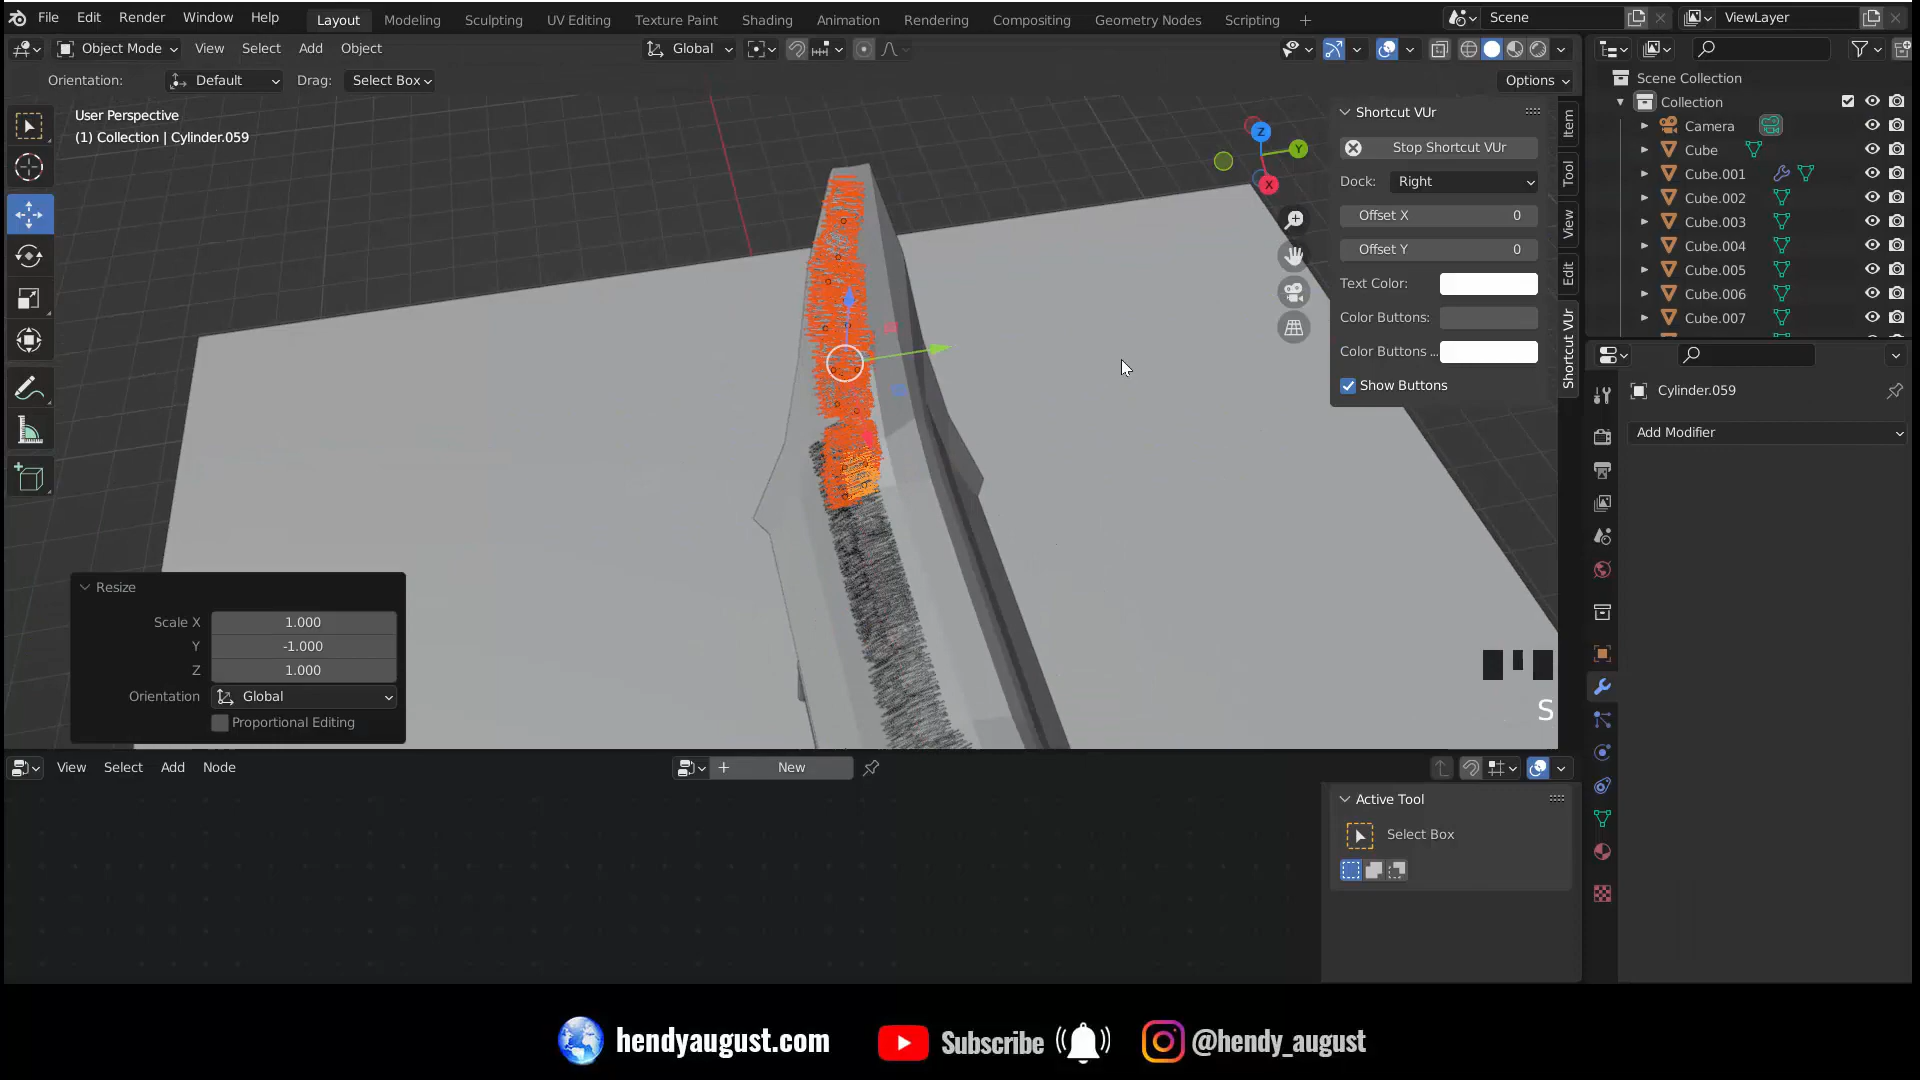 File Edit Render Window Help Layout Modeling Sculpting UV Editing Texture Paint Shading Animation Rendering Compositing Geometry Nodes Scripting + Scene ViewLayer
Object Mode View Select Add Object Global
Orientation: Default Drag: Select Box Options
User Perspective
(1) Collection | Cylinder.059
Shortcut VUr
Stop Shortcut VUr
Dock: Right
Offset X 0
Offset Y 0
Text Color:
Color Buttons:
Color Buttons ...
Show Buttons
Item
Tool
View
Edit
Shortcut VUr
Z
Y
X
Scene Collection
Collection
Camera
Cube
Cube.001
Cube.002
Cube.003
Cube.004
Cube.005
Cube.006
Cube.007
Cylinder.059
Add Modifier
Resize
Scale X 1.000
Y -1.000
Z 1.000
Orientation Global
Proportional Editing
S
View Select Add Node + New
Active Tool
Select Box
hendyaugust.com Subscribe @hendy_august